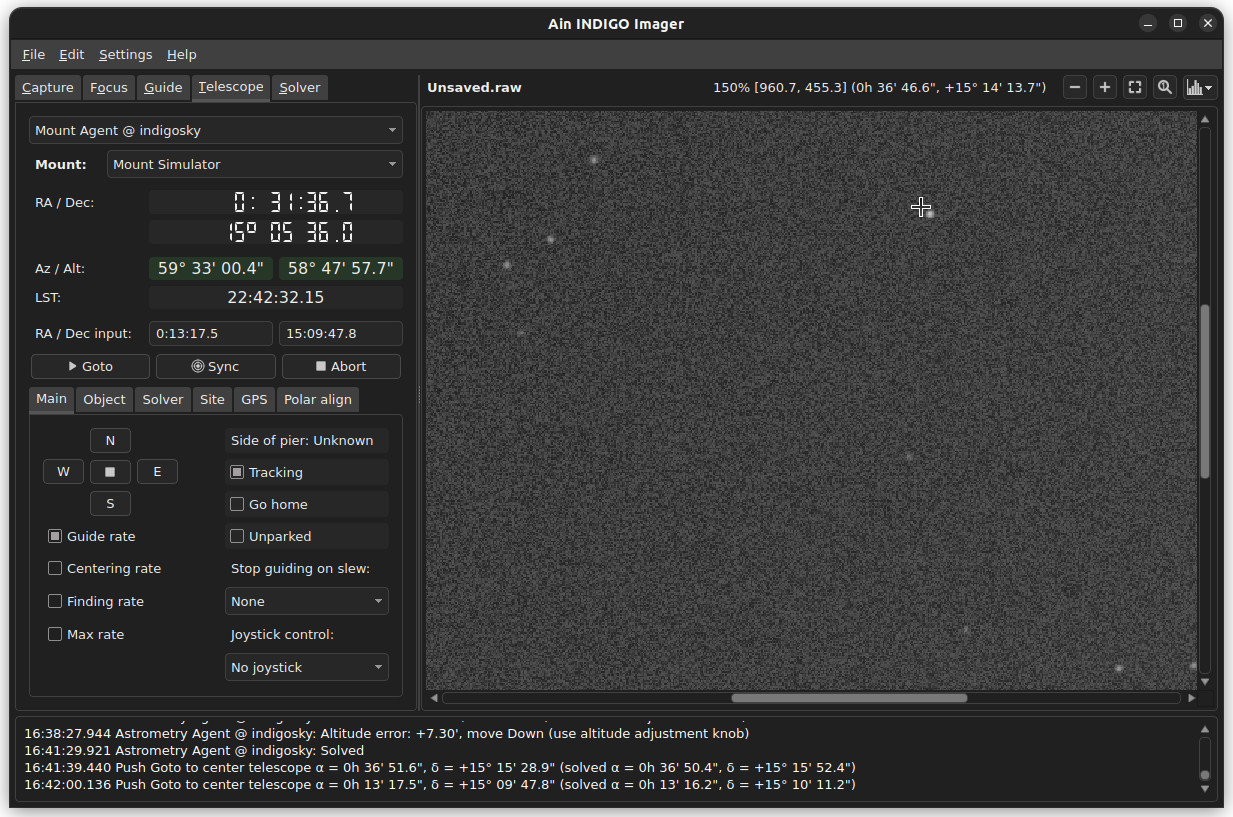 Ain INDIGO Imager
File Edit Settings Help
Capture Focus Guide Telescope Solver
Unsaved.raw 150% [960.7, 455.3] (0h 36' 46.6", +15° 14' 13.7")
Mount Agent @ indigosky
Mount: Mount Simulator
RA / Dec: 0: 31:36.7
15° 05 36.0
Az / Alt: 59° 33' 00.4" 58° 47' 57.7"
LST: 22:42:32.15
RA / Dec input: 0:13:17.5 15:09:47.8
Goto Sync Abort
Main Object Solver Site GPS Polar align
N Side of pier: Unknown
W E Tracking
S Go home
Guide rate Unparked
Centering rate Stop guiding on slew:
Finding rate None
Max rate Joystick control:
No joystick
16:38:27.944 Astrometry Agent @ indigosky: Altitude error: +7.30', move Down (use altitude adjustment knob)
16:41:29.921 Astrometry Agent @ indigosky: Solved
16:41:39.440 Push Goto to center telescope α = 0h 36' 51.6", δ = +15° 15' 28.9" (solved α = 0h 36' 50.4", δ = +15° 15' 52.4")
16:42:00.136 Push Goto to center telescope α = 0h 13' 17.5", δ = +15° 09' 47.8" (solved α = 0h 13' 16.2", δ = +15° 10' 11.2")